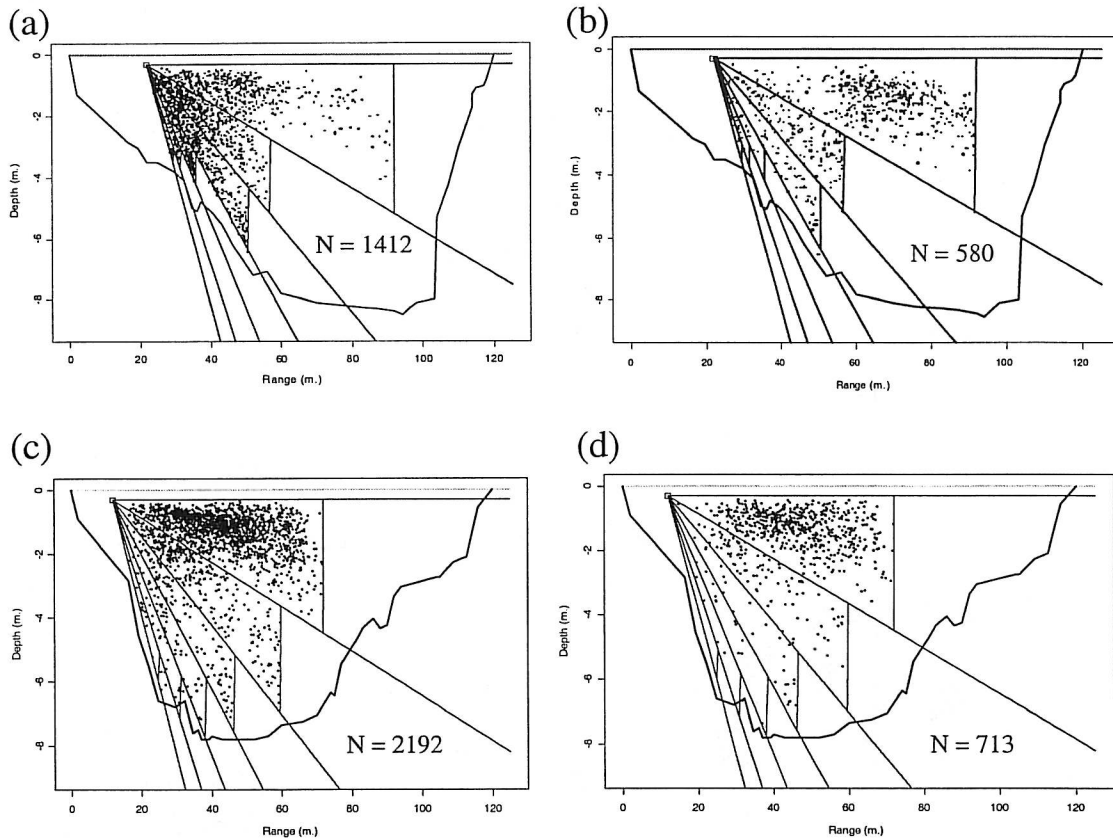 (a)
0
-2
-4
-6
-8
Depth (m.)
N = 1412
0 20 40 60 80 100 120
Range (m.)
(b)
0
-2
-4
-6
-8
Depth (m.)
N = 580
0 20 40 60 80 100 120
Range (m.)
(c)
0
-2
-4
-6
-8
Depth (m.)
N = 2192
0 20 40 60 80 100 120
Range (m.)
(d)
0
-2
-4
-6
-8
Depth (m.)
N = 713
0 20 40 60 80 100 120
Range (m.)